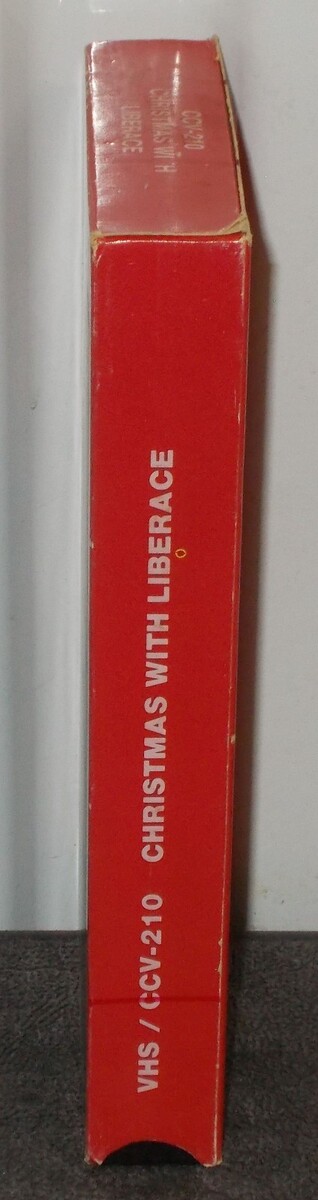 CCV-210
CHRISTMAS WITH
LIBERACE
VHS / CCV-210 CHRISTMAS WITH LIBERACE